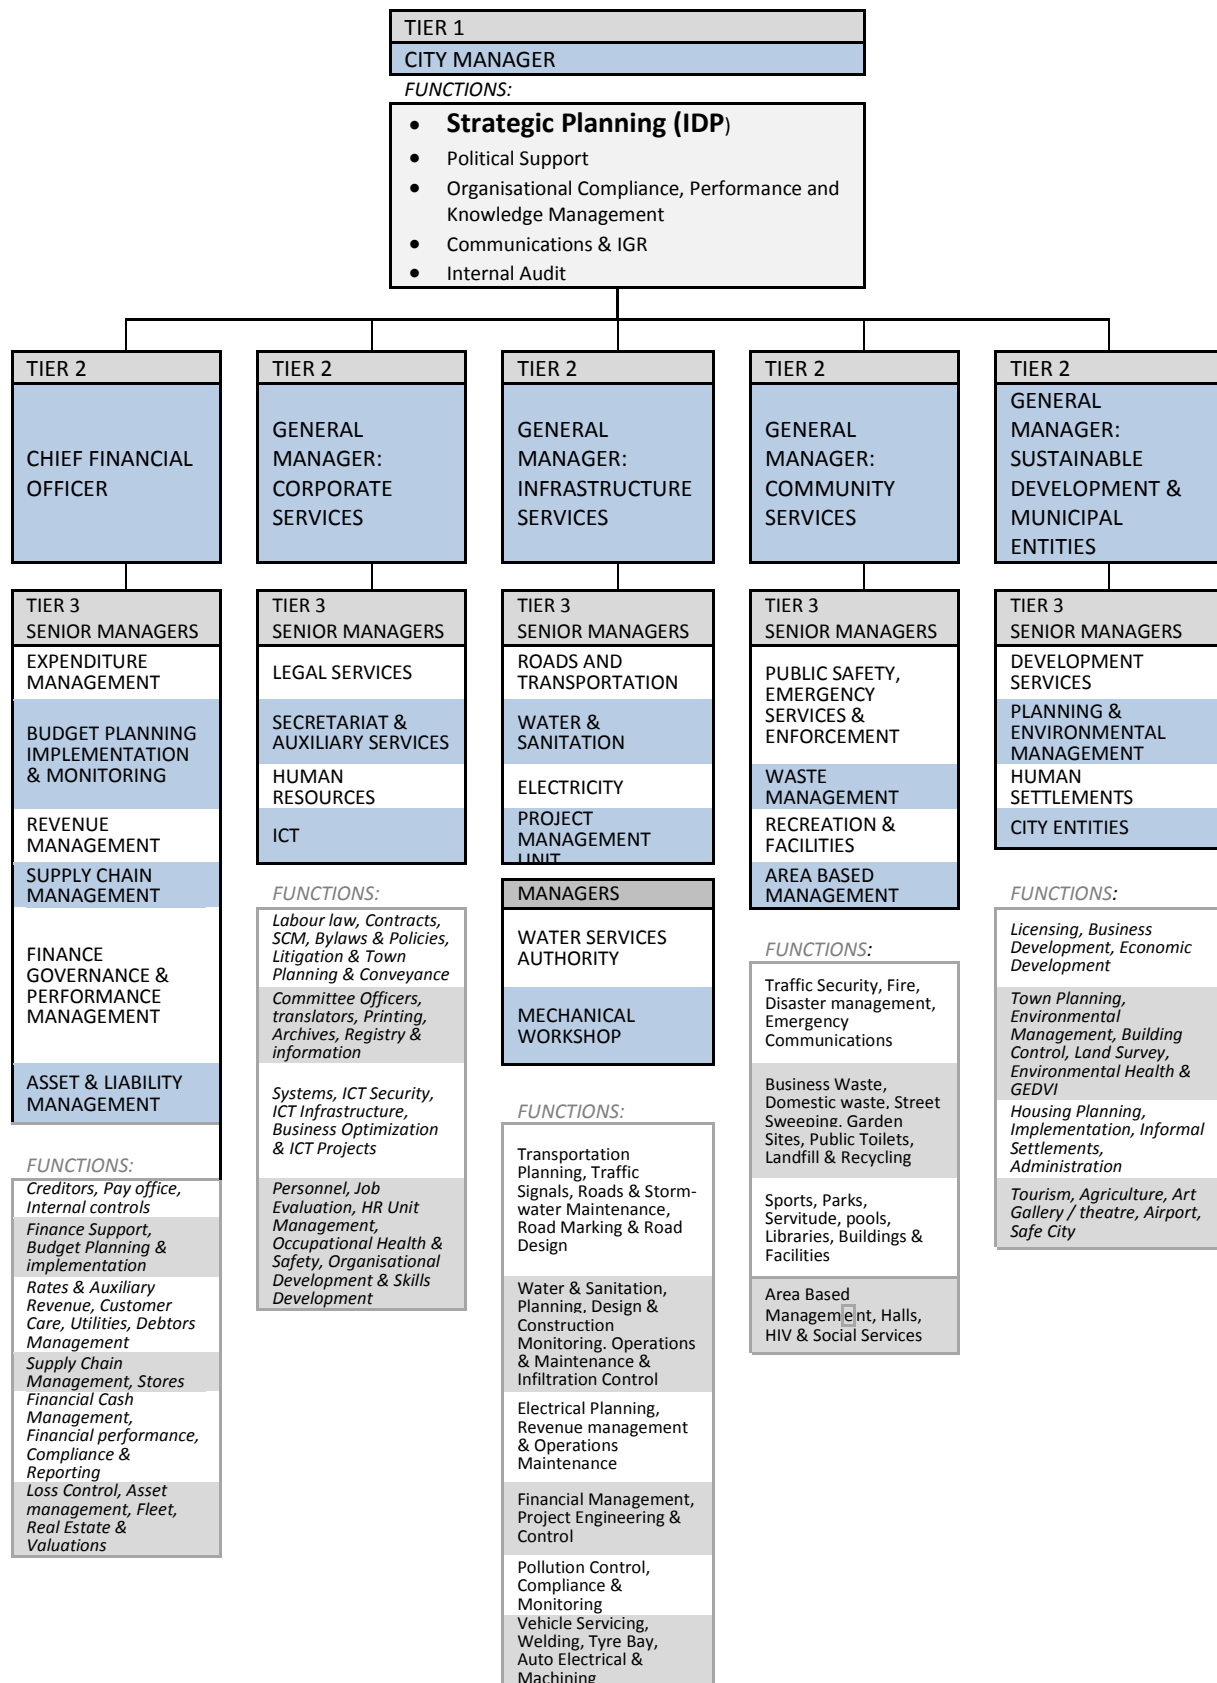 TIER 1
CITY MANAGER
FUNCTIONS:
• Strategic Planning (IDP)
• Political Support
• Organisational Compliance, Performance and
Knowledge Management
• Communications & IGR
• Internal Audit
TIER 2
CHIEF FINANCIAL
OFFICER
TIER 3
SENIOR MANAGERS
EXPENDITURE
MANAGEMENT
BUDGET PLANNING
IMPLEMENTATION
& MONITORING
REVENUE
MANAGEMENT
SUPPLY CHAIN
MANAGEMENT
FINANCE
GOVERNANCE &
PERFORMANCE
MANAGEMENT
ASSET & LIABILITY
MANAGEMENT
FUNCTIONS:
Creditors, Pay office,
Internal controls
Finance Support,
Budget Planning &
implementation
Rates & Auxiliary
Revenue, Customer
Care, Utilities, Debtors
Management
Supply Chain
Management, Stores
Financial Cash
Management,
Financial performance,
Compliance &
Reporting
Loss Control, Asset
management, Fleet,
Real Estate &
Valuations
TIER 2
GENERAL
MANAGER:
CORPORATE
SERVICES
TIER 3
SENIOR MANAGERS
LEGAL SERVICES
SECRETARIAT &
AUXILIARY SERVICES
HUMAN
RESOURCES
ICT
FUNCTIONS:
Labour law, Contracts,
SCM, Bylaws & Policies,
Litigation & Town
Planning & Conveyance
Committee Officers,
translators, Printing,
Archives, Registry &
information
Systems, ICT Security,
ICT Infrastructure,
Business Optimization
& ICT Projects
Personnel, Job
Evaluation, HR Unit
Management,
Occupational Health &
Safety, Organisational
Development & Skills
Development
TIER 2
GENERAL
MANAGER:
INFRASTRUCTURE
SERVICES
TIER 3
SENIOR MANAGERS
ROADS AND
TRANSPORTATION
WATER &
SANITATION
ELECTRICITY
PROJECT
MANAGEMENT
UNIT
MANAGERS
WATER SERVICES
AUTHORITY
MECHANICAL
WORKSHOP
FUNCTIONS:
Transportation
Planning, Traffic
Signals, Roads & Storm-
water Maintenance,
Road Marking & Road
Design
Water & Sanitation,
Planning, Design &
Construction
Monitoring. Operations
& Maintenance &
Infiltration Control
Electrical Planning,
Revenue management
& Operations
Maintenance
Financial Management,
Project Engineering &
Control
Pollution Control,
Compliance &
Monitoring
Vehicle Servicing,
Welding, Tyre Bay,
Auto Electrical &
Machining
TIER 2
GENERAL
MANAGER:
COMMUNITY
SERVICES
TIER 3
SENIOR MANAGERS
PUBLIC SAFETY,
EMERGENCY
SERVICES &
ENFORCEMENT
WASTE
MANAGEMENT
RECREATION &
FACILITIES
AREA BASED
MANAGEMENT
FUNCTIONS:
Traffic Security, Fire,
Disaster management,
Emergency
Communications
Business Waste,
Domestic waste, Street
Sweeping, Garden
Sites, Public Toilets,
Landfill & Recycling
Sports, Parks,
Servitude, pools,
Libraries, Buildings &
Facilities
Area Based
Management, Halls,
HIV & Social Services
TIER 2
GENERAL
MANAGER:
SUSTAINABLE
DEVELOPMENT &
MUNICIPAL
ENTITIES
TIER 3
SENIOR MANAGERS
DEVELOPMENT
SERVICES
PLANNING &
ENVIRONMENTAL
MANAGEMENT
HUMAN
SETTLEMENTS
CITY ENTITIES
FUNCTIONS:
Licensing, Business
Development, Economic
Development
Town Planning,
Environmental
Management, Building
Control, Land Survey,
Environmental Health &
GEDVI
Housing Planning,
Implementation, Informal
Settlements,
Administration
Tourism, Agriculture, Art
Gallery / theatre, Airport,
Safe City